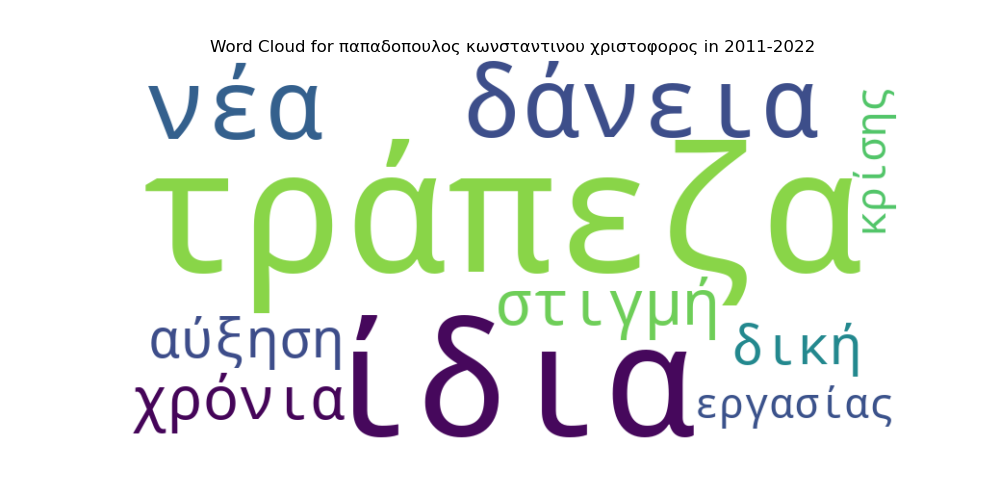 Word Cloud for παπαδοπουλος κωνσταντινου χριστοφορος in 2011-2022
νέα
δάνεια
κρίσης
τράπεζα
στιγμή
αύξηση
ίδια
δική
χρόνια
εργασίας